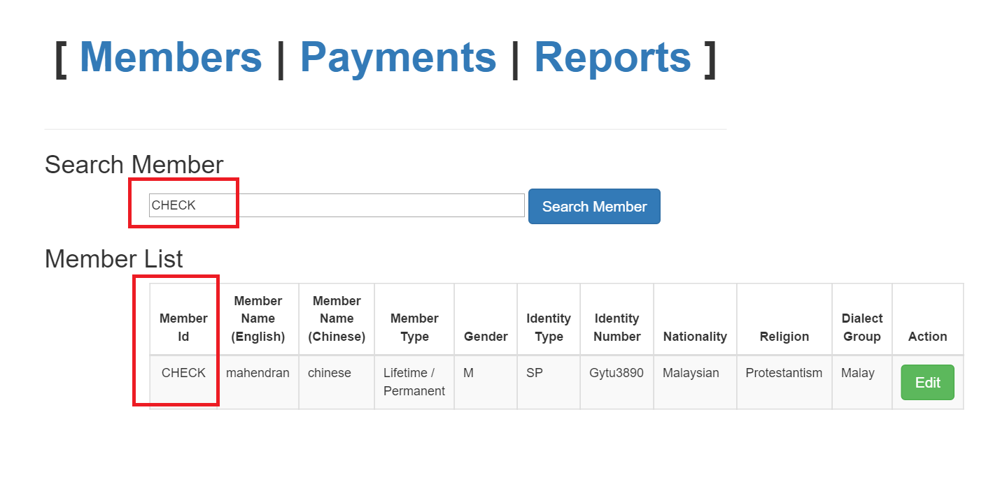 [ Members | Payments | Reports ]
Search Member
CHECK Search Member
Member List
Member Id Member Name (English) Member Name (Chinese) Member Type Gender Identity Type Identity Number Nationality Religion Dialect Group Action
CHECK mahendran chinese Lifetime / Permanent M SP Gytu3890 Malaysian Protestantism Malay Edit